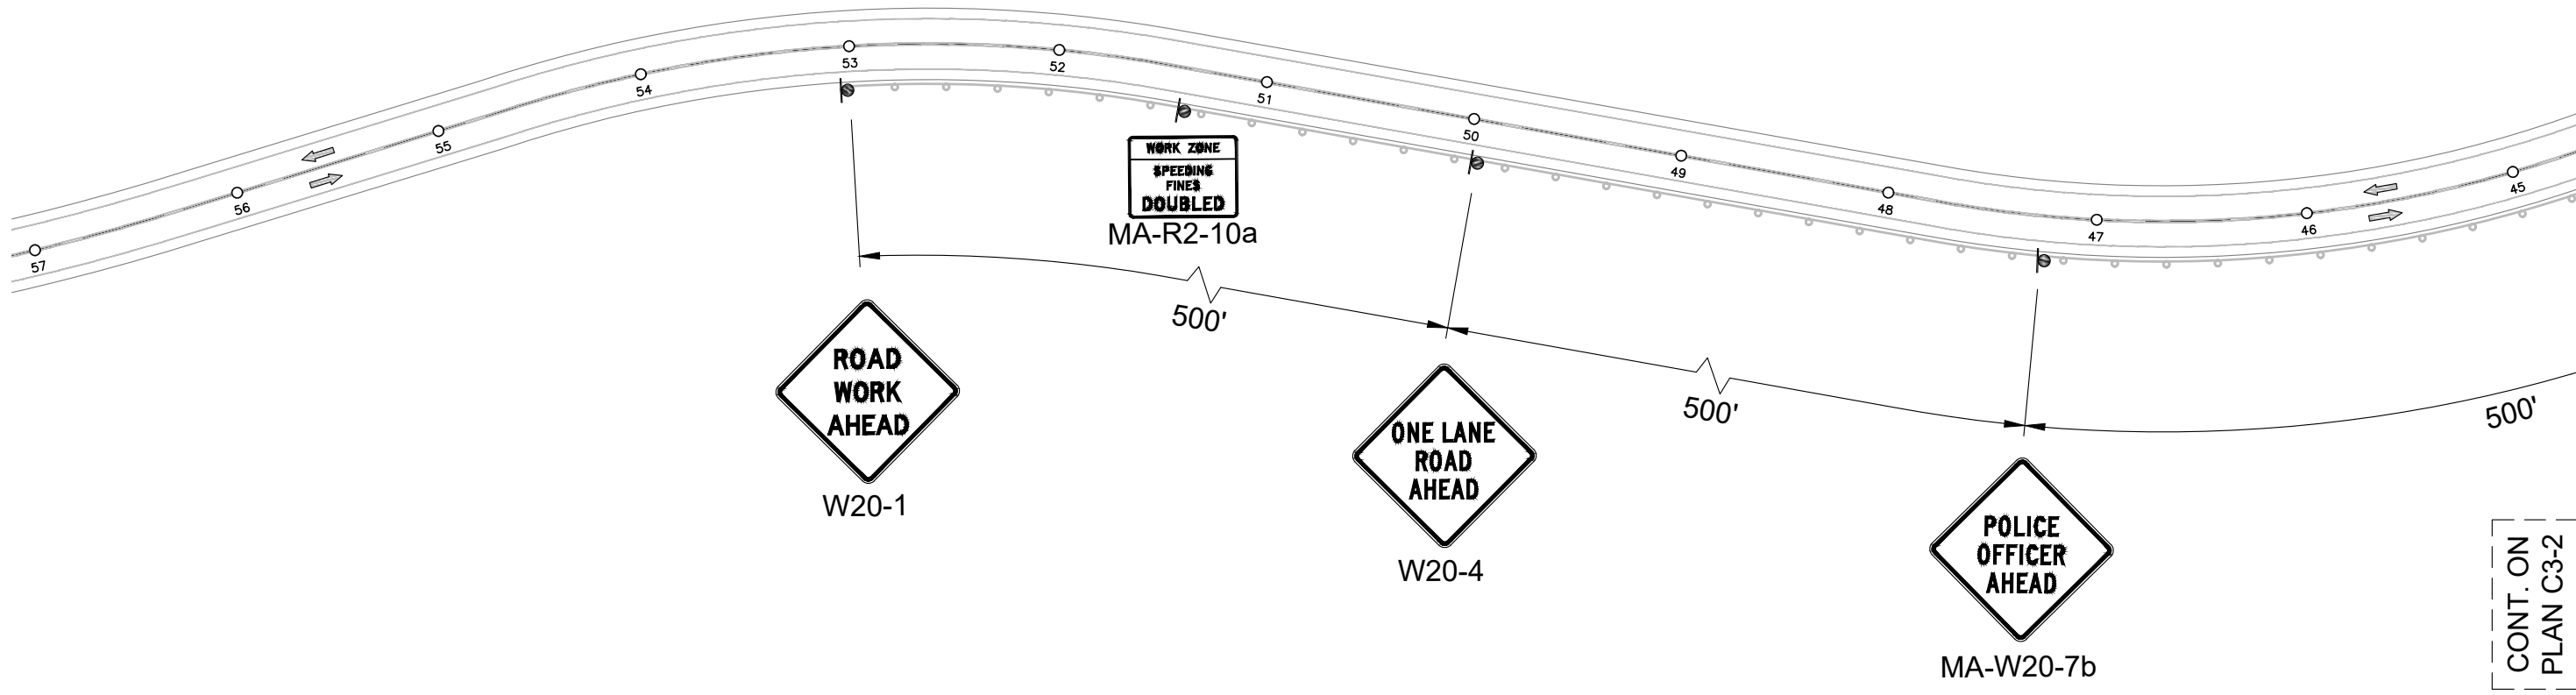 53
52
54
51
55
50
49
45
56
48
46
47
57
WORK ZONE
SPEEDING
FINES
DOUBLED
MA-R2-10a
500'
500'
500'
ROAD
WORK
AHEAD
W20-1
ONE LANE
ROAD
AHEAD
W20-4
POLICE
OFFICER
AHEAD
MA-W20-7b
CONT. ON
PLAN C3-2